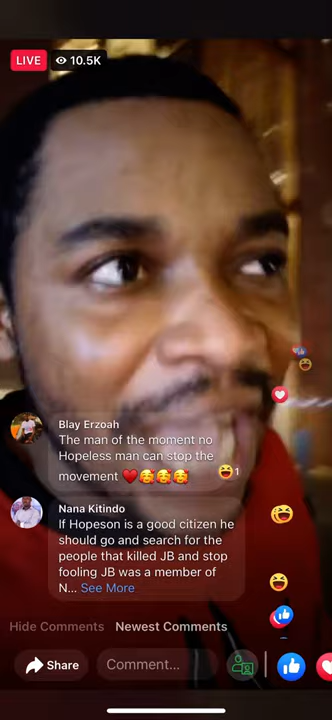 LIVE 10.5K
Blay Erzoah
The man of the moment no
Hopeless man can stop the
movement ❤️🥰🥰🥰
1
Nana Kitindo
If Hopeson is a good citizen he
should go and search for the
people that killed JB and stop
fooling JB was a member of
N... See More
Hide Comments Newest Comments
Share Comment...